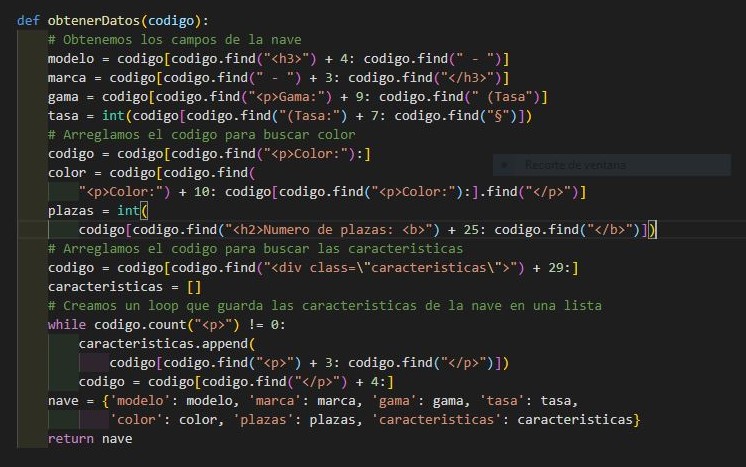 def obtenerDatos(codigo):
    # Obtenemos los campos de la nave
    modelo = codigo[codigo.find("<h3>") + 4: codigo.find(" - ")]
    marca = codigo[codigo.find(" - ") + 3: codigo.find("</h3>")]
    gama = codigo[codigo.find("<p>Gama:") + 9: codigo.find(" (Tasa")]
    tasa = int(codigo[codigo.find("(Tasa:") + 7: codigo.find("§")])
    # Arreglamos el codigo para buscar color
    codigo = codigo[codigo.find("<p>Color:"):]
    Recorte de ventana
    color = codigo[codigo.find(
        "<p>Color:") + 10: codigo[codigo.find("<p>Color:"):].find("</p>")]
    plazas = int(
        codigo[codigo.find("<h2>Numero de plazas: <b>") + 25: codigo.find("</b>")])
    # Arreglamos el codigo para buscar las caracteristicas
    codigo = codigo[codigo.find("<div class=\"caracteristicas\">") + 29:]
    caracteristicas = []
    # Creamos un loop que guarda las caracteristicas de la nave en una lista
    while codigo.count("<p>") != 0:
        caracteristicas.append(
            codigo[codigo.find("<p>") + 3: codigo.find("</p>")])
        codigo = codigo[codigo.find("</p>") + 4:]
    nave = {'modelo': modelo, 'marca': marca, 'gama': gama, 'tasa': tasa,
            'color': color, 'plazas': plazas, 'caracteristicas': caracteristicas}
    return nave